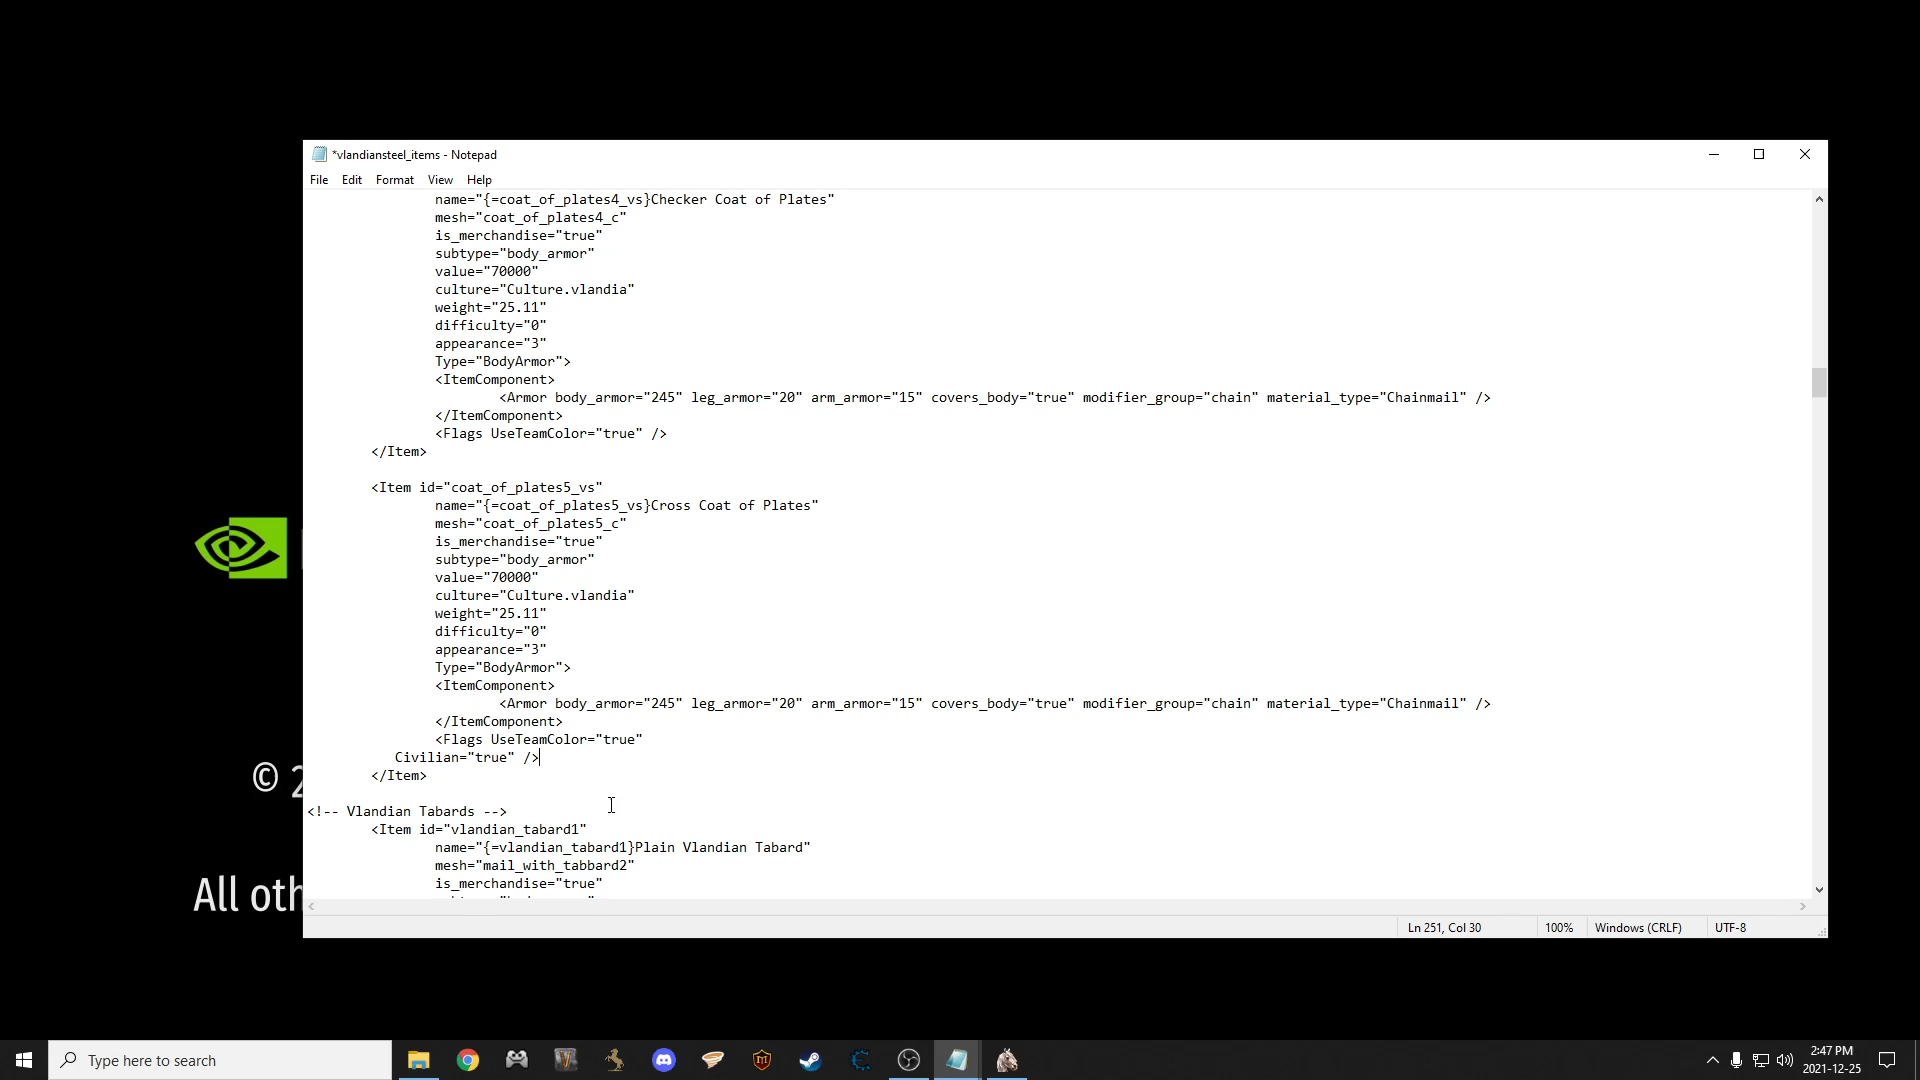 *vlandiansteel_items - Notepad
File Edit Format View Help
name="{=coat_of_plates4_vs}Checker Coat of Plates"
mesh="coat_of_plates4_c"
is_merchandise="true"
subtype="body_armor"
value="70000"
culture="Culture.vlandia"
weight="25.11"
difficulty="0"
appearance="3"
Type="BodyArmor">
<ItemComponent>
<Armor body_armor="245" leg_armor="20" arm_armor="15" covers_body="true" modifier_group="chain" material_type="Chainmail" />
</ItemComponent>
<Flags UseTeamColor="true" />
</Item>
<Item id="coat_of_plates5_vs"
name="{=coat_of_plates5_vs}Cross Coat of Plates"
mesh="coat_of_plates5_c"
is_merchandise="true"
subtype="body_armor"
value="70000"
culture="Culture.vlandia"
weight="25.11"
difficulty="0"
appearance="3"
Type="BodyArmor">
<ItemComponent>
<Armor body_armor="245" leg_armor="20" arm_armor="15" covers_body="true" modifier_group="chain" material_type="Chainmail" />
</ItemComponent>
<Flags UseTeamColor="true"
Civilian="true" />
</Item>
<!-- Vlandian Tabards -->
<Item id="vlandian_tabard1"
name="{=vlandian_tabard1}Plain Vlandian Tabard"
mesh="mail_with_tabbard2"
is_merchandise="true"
Ln 251, Col 30 100% Windows (CRLF) UTF-8
© 2
All oth
Type here to search
2:47 PM
2021-12-25